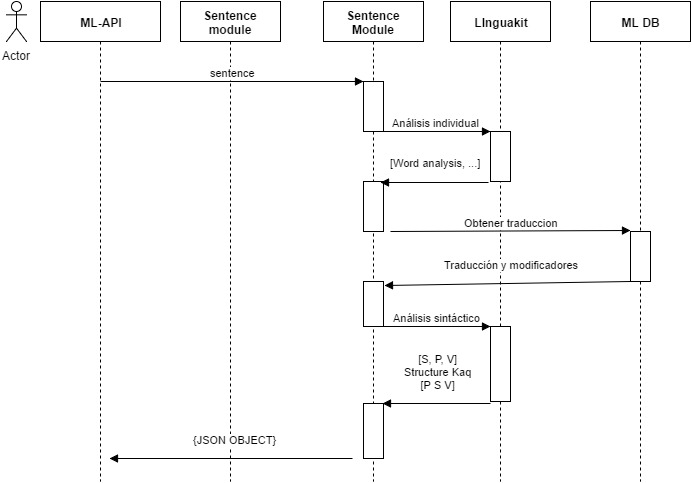 Actor
ML-API
Sentence
module
Sentence
Module
LInguakit
ML DB
sentence
Análisis individual
[Word analysis, ...]
Obtener traduccion
Traducción y modificadores
Análisis sintáctico
[S, P, V]
Structure Kaq
[P S V]
{JSON OBJECT}